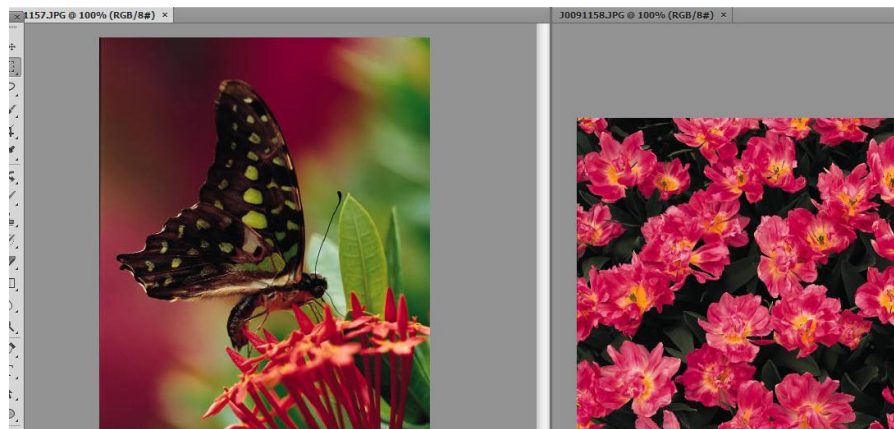 1157.JPG @ 100% (RGB/8#) ×
J0091158.JPG @ 100% (RGB/8#) ×